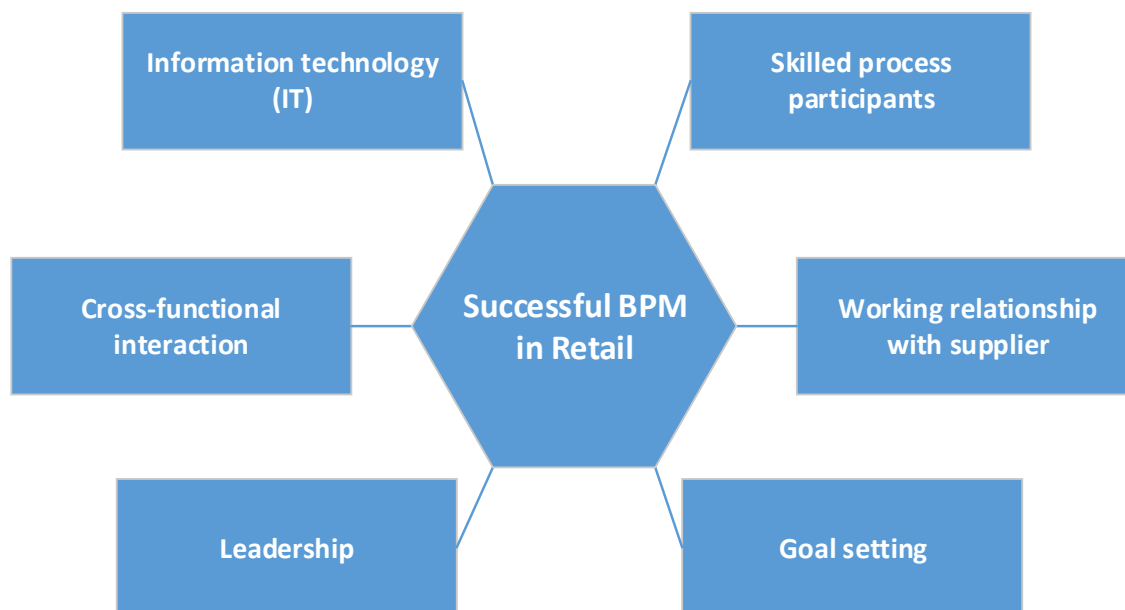 Information technology
(IT)
Skilled process
participants
Cross-functional
interaction
Successful BPM
in Retail
Working relationship
with supplier
Leadership
Goal setting